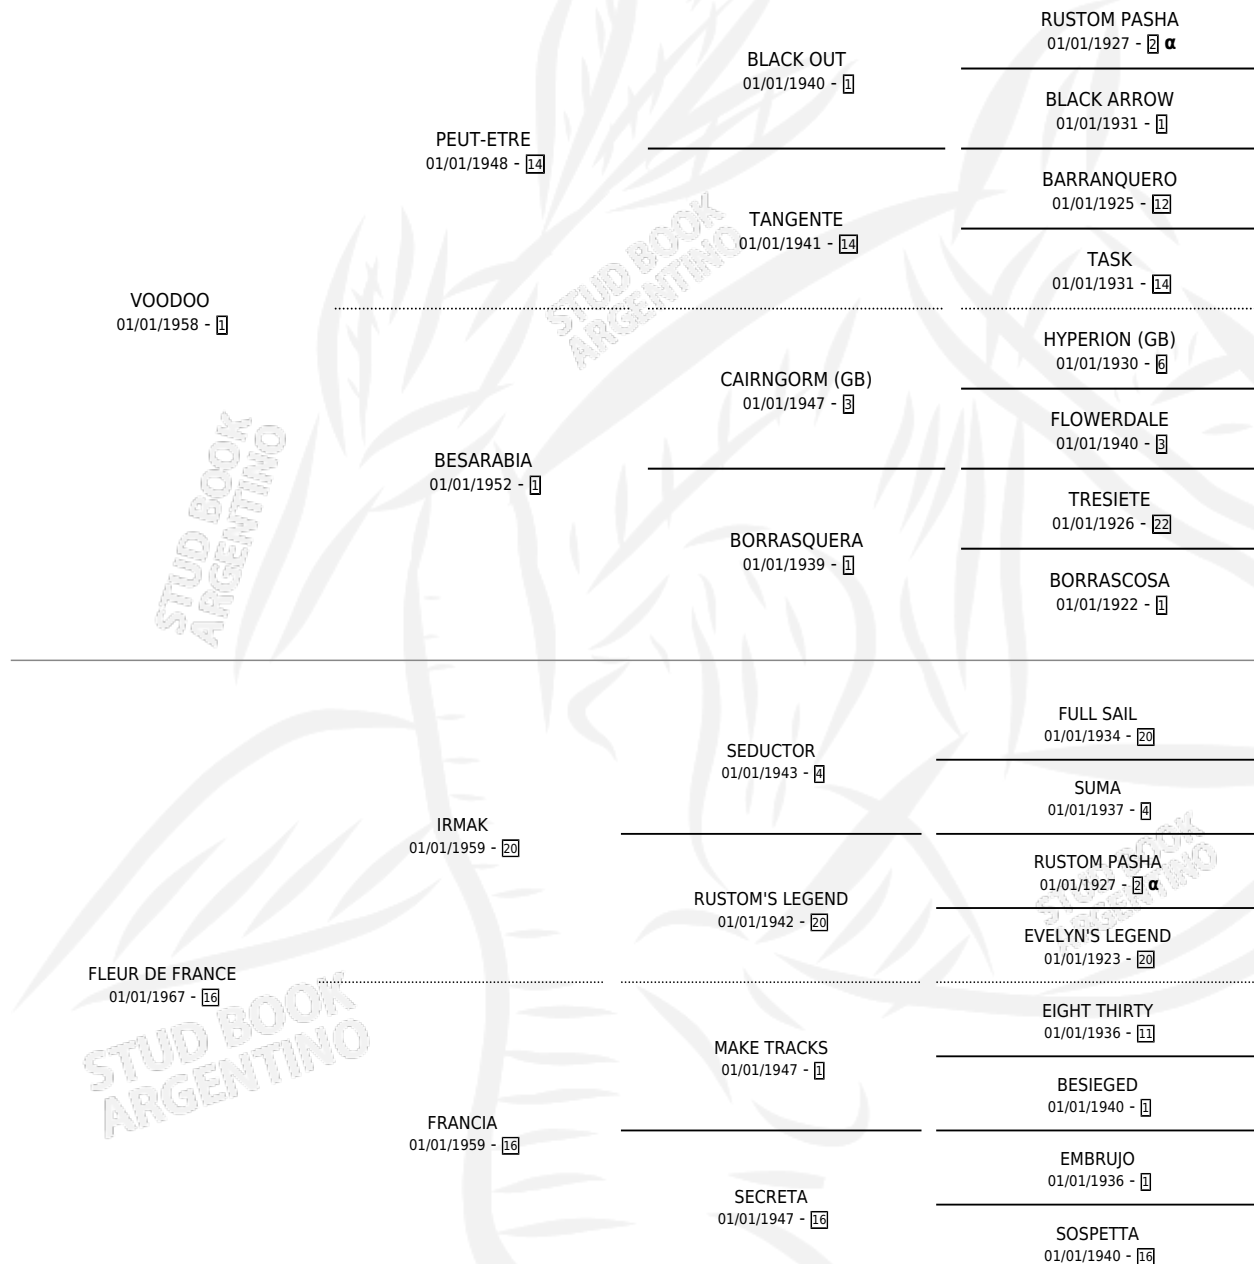 VOODOO
01/01/1958 - 1
PEUT-ETRE
01/01/1948 - 14
BLACK OUT
01/01/1940 - 1
RUSTOM PASHA
01/01/1927 - 2 α
BLACK ARROW
01/01/1931 - 1
TANGENTE
01/01/1941 - 14
BARRANQUERO
01/01/1925 - 12
TASK
01/01/1931 - 14
BESARABIA
01/01/1952 - 1
CAIRNGORM (GB)
01/01/1947 - 3
HYPERION (GB)
01/01/1930 - 6
FLOWERDALE
01/01/1940 - 3
BORRASQUERA
01/01/1939 - 1
TRESIETE
01/01/1926 - 22
BORRASCOSA
01/01/1922 - 1
FLEUR DE FRANCE
01/01/1967 - 16
IRMAK
01/01/1959 - 20
SEDUCTOR
01/01/1943 - 4
FULL SAIL
01/01/1934 - 20
SUMA
01/01/1937 - 4
RUSTOM'S LEGEND
01/01/1942 - 20
RUSTOM PASHA
01/01/1927 - 2 α
EVELYN'S LEGEND
01/01/1923 - 20
FRANCIA
01/01/1959 - 16
MAKE TRACKS
01/01/1947 - 1
EIGHT THIRTY
01/01/1936 - 11
BESIEGED
01/01/1940 - 1
SECRETA
01/01/1947 - 16
EMBRUJO
01/01/1936 - 1
SOSPETTA
01/01/1940 - 16
STUD BOOK
ARGENTINO
STUD BOOK
ARGENTINO
STUD BOOK
ARGENTINO
STUD BOOK
ARGENTINO